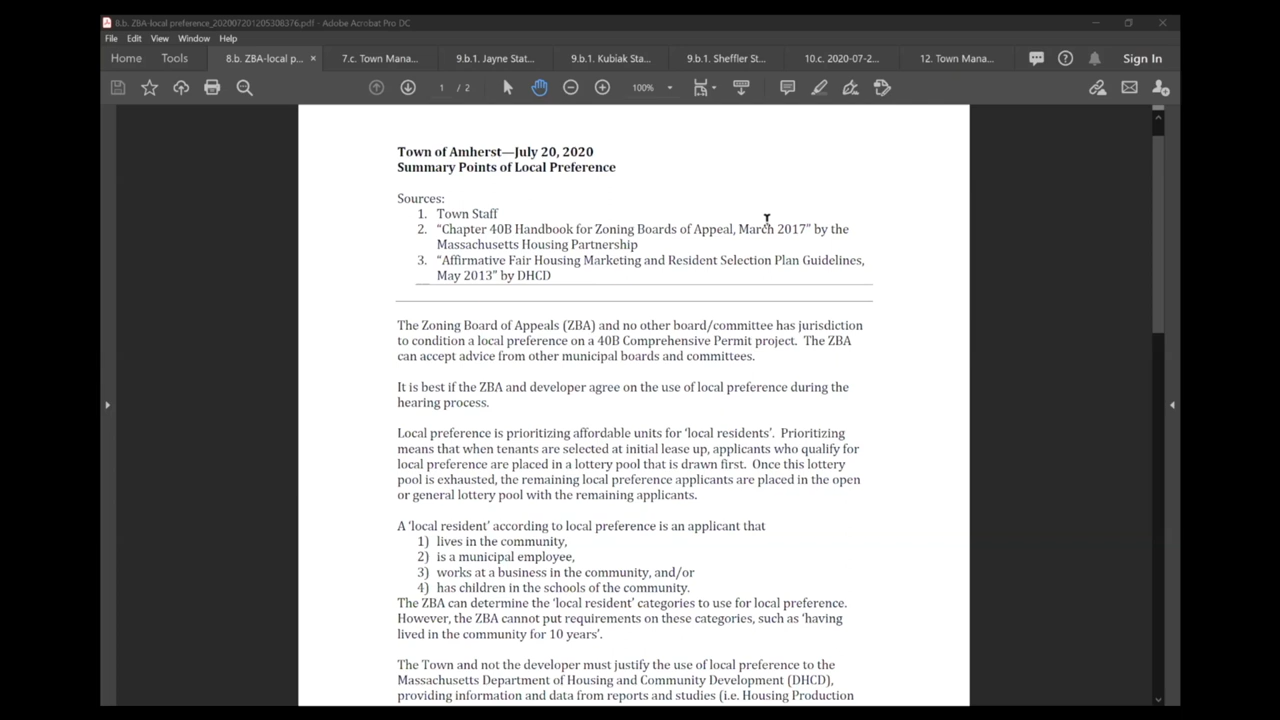 8.b. ZBA-local preference_202007201205308376.pdf - Adobe Acrobat Pro DC
File Edit View Window Help
Home Tools 8.b. ZBA-local p... × 7.c. Town Mana... 9.b.1. Jayne Stat... 9.b.1. Kubiak Sta... 9.b.1. Sheffler St... 10.c. 2020-07-2... 12. Town Mana... Sign In
1 / 2 100%
Town of Amherst—July 20, 2020
Summary Points of Local Preference
Sources:
1. Town Staff
2. “Chapter 40B Handbook for Zoning Boards of Appeal, March 2017” by the
Massachusetts Housing Partnership
3. “Affirmative Fair Housing Marketing and Resident Selection Plan Guidelines,
May 2013” by DHCD
The Zoning Board of Appeals (ZBA) and no other board/committee has jurisdiction
to condition a local preference on a 40B Comprehensive Permit project. The ZBA
can accept advice from other municipal boards and committees.
It is best if the ZBA and developer agree on the use of local preference during the
hearing process.
Local preference is prioritizing affordable units for ‘local residents’. Prioritizing
means that when tenants are selected at initial lease up, applicants who qualify for
local preference are placed in a lottery pool that is drawn first. Once this lottery
pool is exhausted, the remaining local preference applicants are placed in the open
or general lottery pool with the remaining applicants.
A ‘local resident’ according to local preference is an applicant that
1) lives in the community,
2) is a municipal employee,
3) works at a business in the community, and/or
4) has children in the schools of the community.
The ZBA can determine the ‘local resident’ categories to use for local preference.
However, the ZBA cannot put requirements on these categories, such as ‘having
lived in the community for 10 years’.
The Town and not the developer must justify the use of local preference to the
Massachusetts Department of Housing and Community Development (DHCD),
providing information and data from reports and studies (i.e. Housing Production